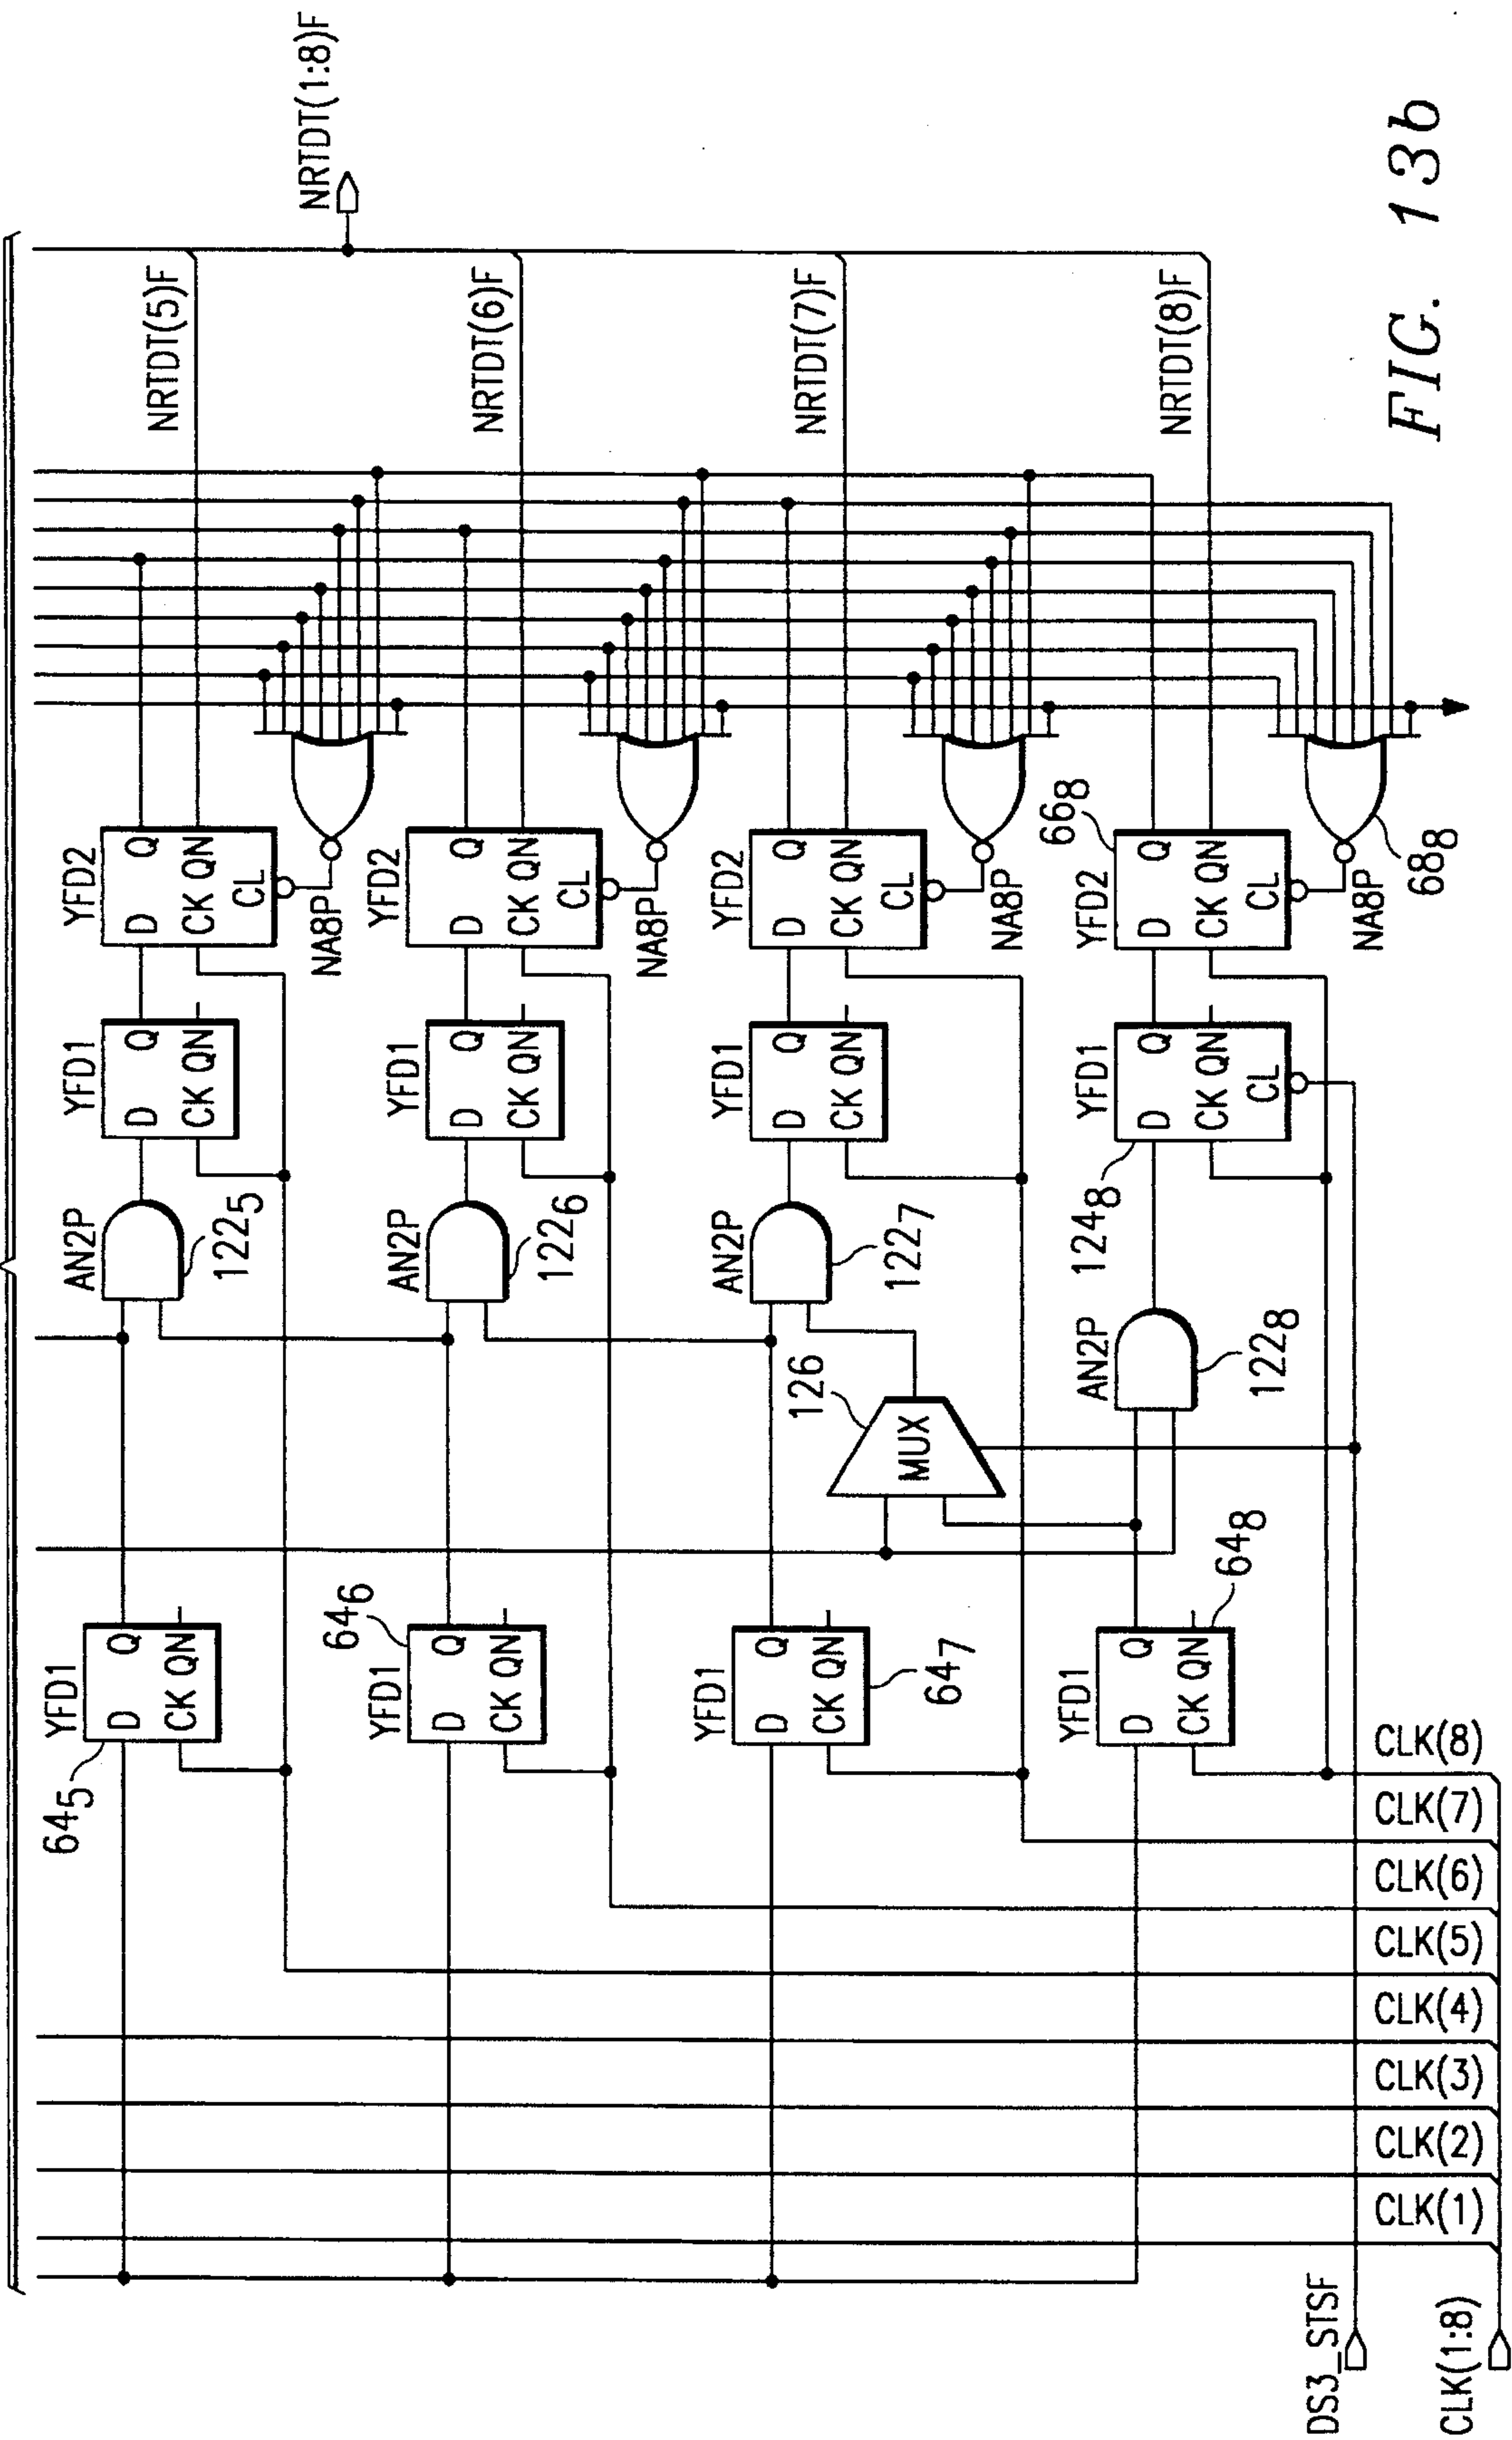 NRTDT(1:8)F
YFD1
D Q
CK QN
64₅
AN2P
122₅
YFD1
D Q
CK QN
YFD2
D Q
CK QN
CL
NA8P
NRTDT(5)F
YFD1
D Q
CK QN
64₆
AN2P
122₆
YFD1
D Q
CK QN
YFD2
D Q
CK QN
CL
NA8P
NRTDT(6)F
YFD1
D Q
CK QN
64₇
MUX
126
AN2P
122₇
YFD1
D Q
CK QN
YFD2
D Q
CK QN
CL
NA8P
NRTDT(7)F
YFD1
D Q
CK QN
64₈
AN2P
122₈
YFD1
D Q
CK QN
CL
124₈
YFD2
D Q
CK QN
CL
66₈
NA8P
68₈
NRTDT(8)F
DS3_STSF
CLK(1:8)
CLK(1)
CLK(2)
CLK(3)
CLK(4)
CLK(5)
CLK(6)
CLK(7)
CLK(8)
FIG. 13b